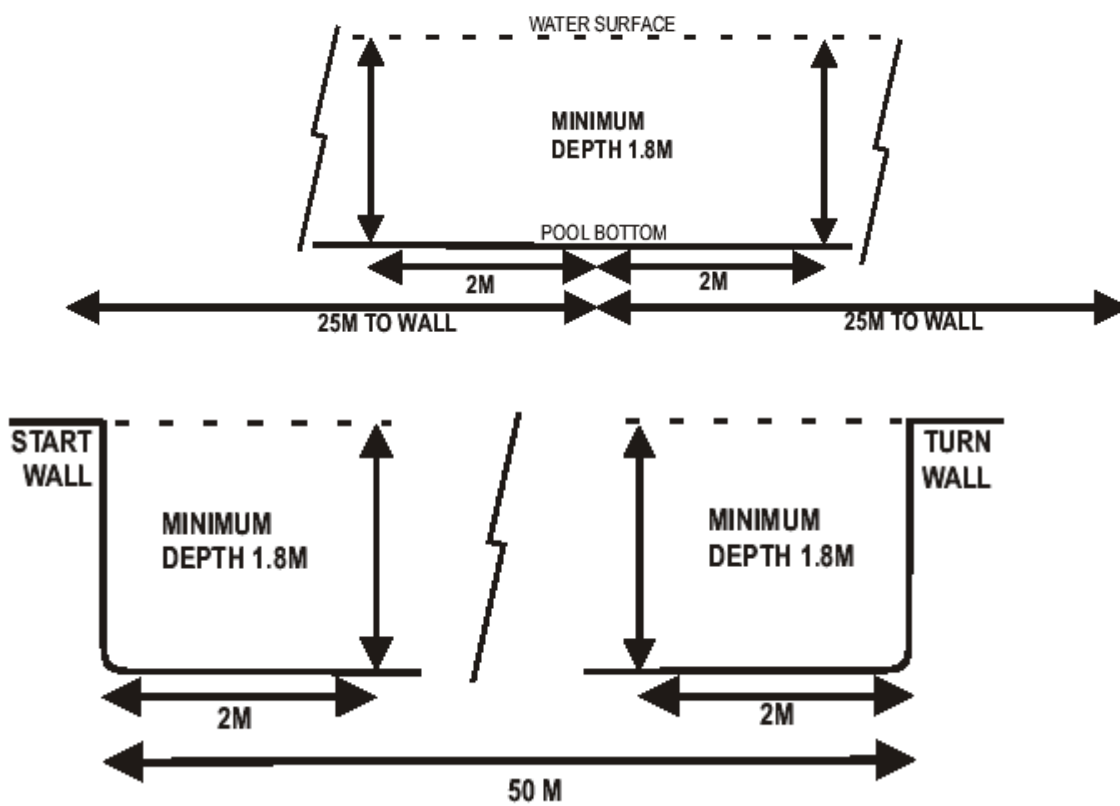 WATER SURFACE
MINIMUM
DEPTH 1.8M
POOL BOTTOM
2M
2M
25M TO WALL
25M TO WALL
START
WALL
TURN
WALL
MINIMUM
DEPTH 1.8M
MINIMUM
DEPTH 1.8M
2M
2M
50 M